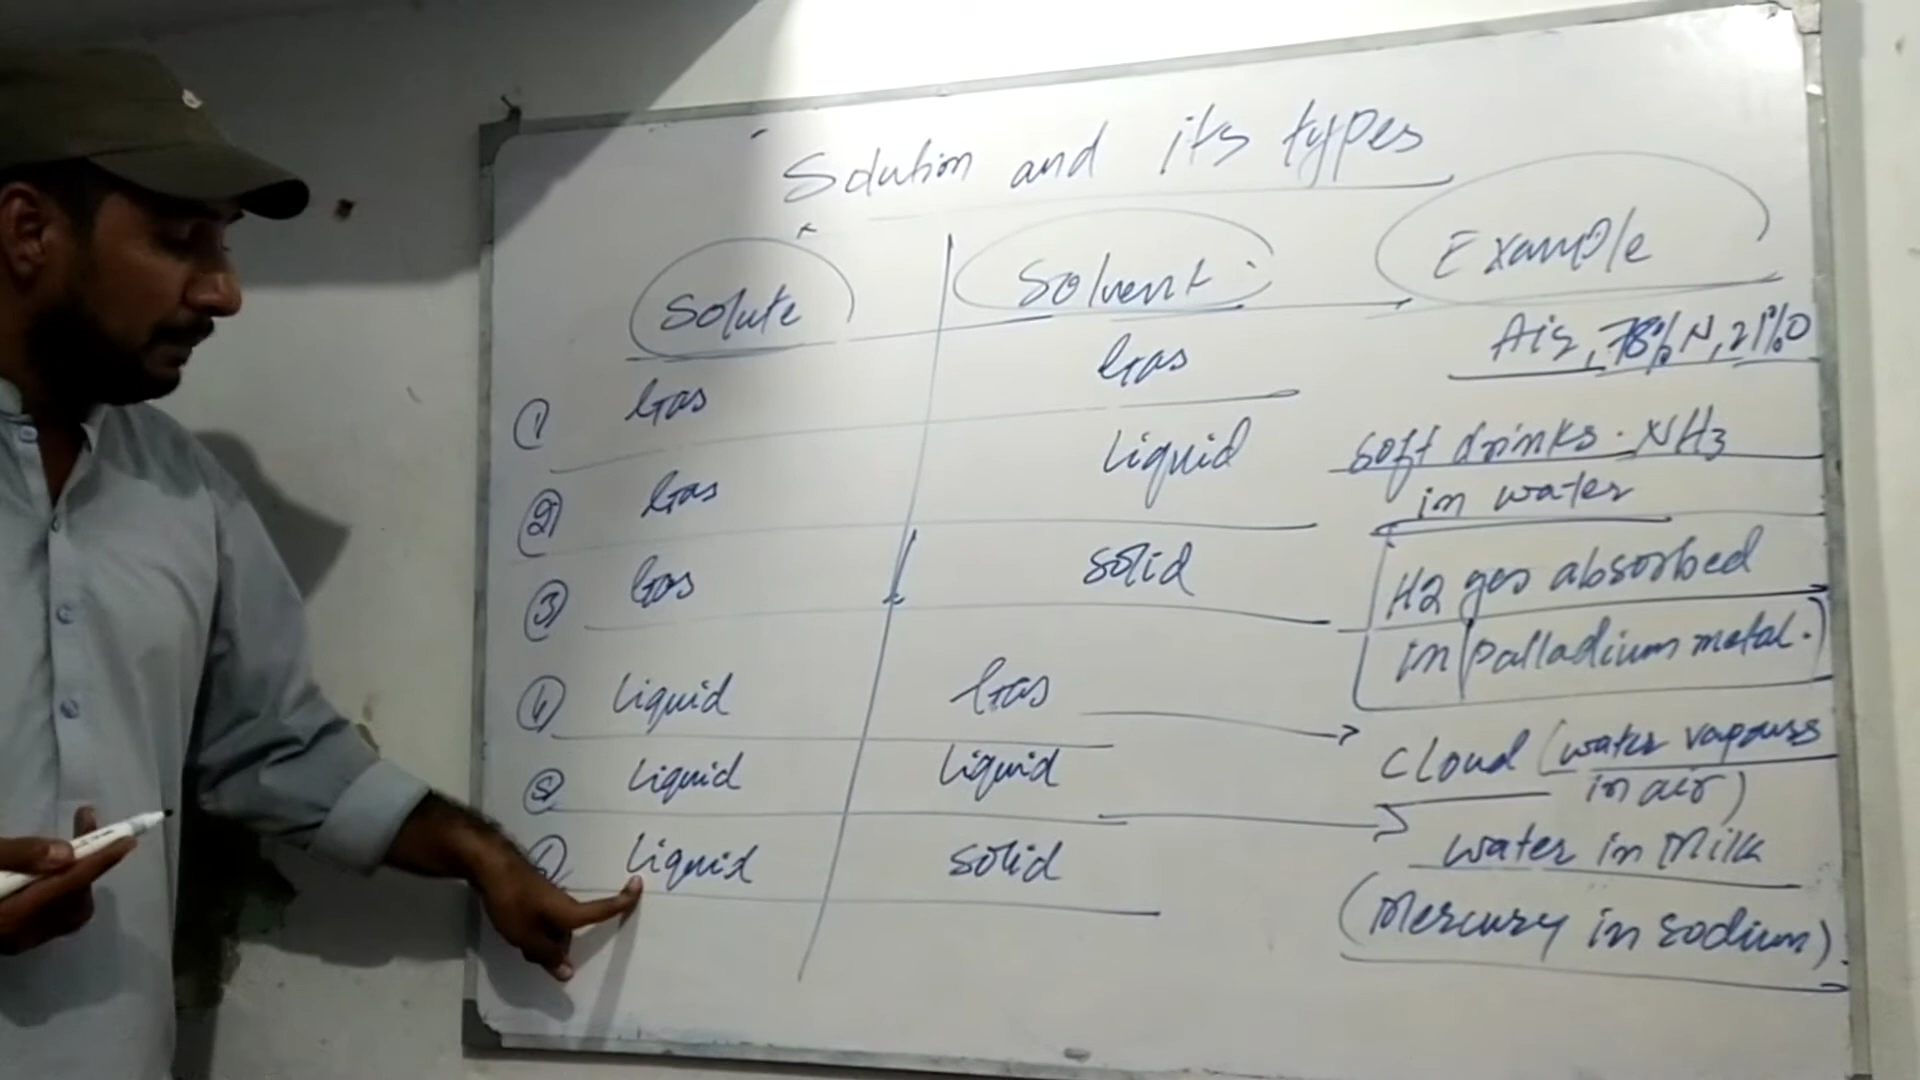 Solution and its types
Solute Solvent Example
① Gas Gas Air, 78% N, 21% O
② Gas Liquid Soft drinks. NH3
in water
③ Gas Solid H2 gas absorbed
in palladium metal.
④ Liquid Gas Cloud (water vapours
in air)
⑤ Liquid Liquid water in Milk
Liquid Solid (Mercury in sodium)